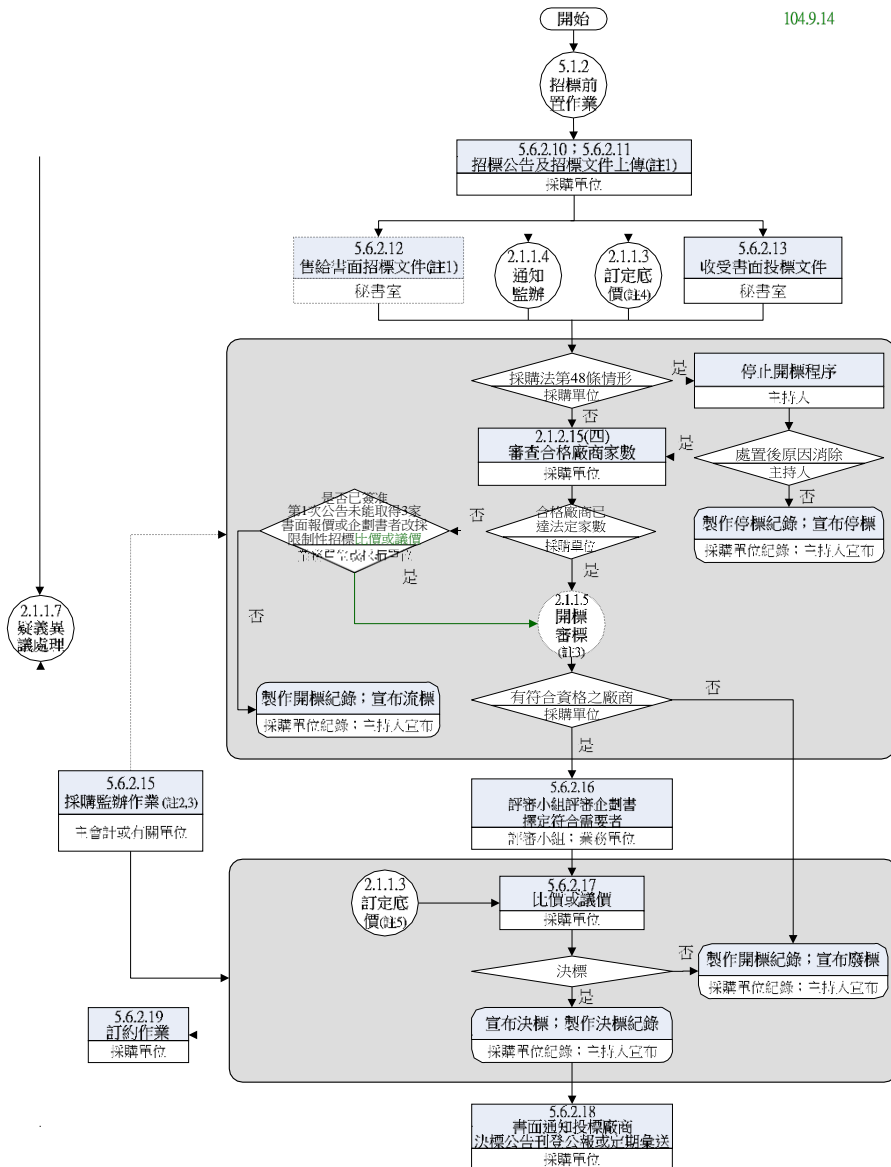 開始
104.9.14
5.1.2
招標前
置作業
5.6.2.10；5.6.2.11
招標公告及招標文件上傳(註1)
採購單位
5.6.2.12
售給書面招標文件(註1)
秘書室
2.1.1.4
通知
監辦
2.1.1.3
訂定底
價(註4)
5.6.2.13
收受書面投標文件
秘書室
採購法第48條情形
採購單位
是
停止開標程序
主持人
否
2.1.2.15(四)
審查合格廠商家數
採購單位
是
處置後原因消除
主持人
否
製作停標紀錄；宣布停標
採購單位紀錄；主持人宣布
是否已簽准
第1次公告未能取得3家
書面報價或企劃書者改採
限制性招標比價或議價
否
合格廠商已
達法定家數
採購單位
是
是
2.1.1.5
開標
審標
(註3)
否
2.1.1.7
疑義異
議處理
有符合資格之廠商
採購單位
否
製作開標紀錄；宣布流標
採購單位紀錄；主持人宣布
是
5.6.2.15
採購監辦作業(註2,3)
主會計或有關單位
5.6.2.16
評審小組評審企劃書
擇定符合需要者
評審小組；業務單位
2.1.1.3
訂定底
價(註5)
5.6.2.17
比價或議價
採購單位
決標
否
製作開標紀錄；宣布廢標
採購單位紀錄；主持人宣布
是
宣布決標；製作決標紀錄
採購單位紀錄；主持人宣布
5.6.2.19
訂約作業
採購單位
5.6.2.18
書面通知投標廠商
決標公告刊登公報或定期彙送
採購單位